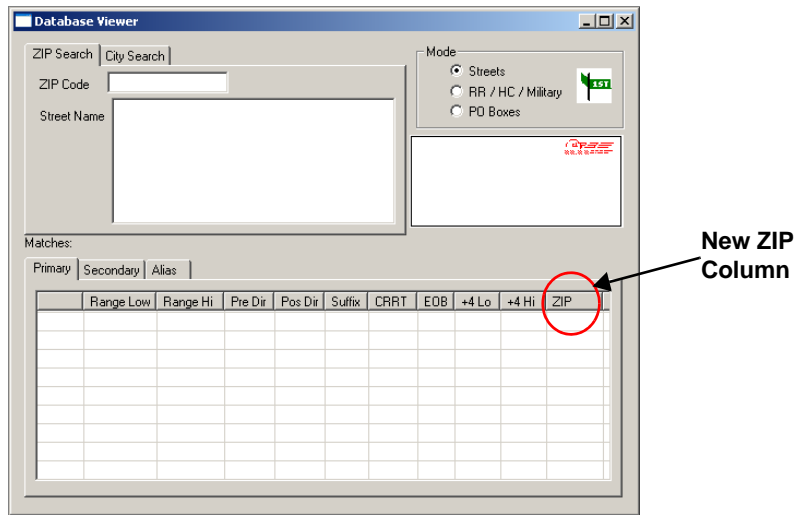 Database Viewer
ZIP Search City Search
ZIP Code
Street Name
Mode
Streets
RR / HC / Military
PO Boxes
1ST
Matches:
Primary Secondary Alias
Range Low Range Hi Pre Dir Pos Dir Suffix CRRT EOB +4 Lo +4 Hi ZIP
New ZIP
Column